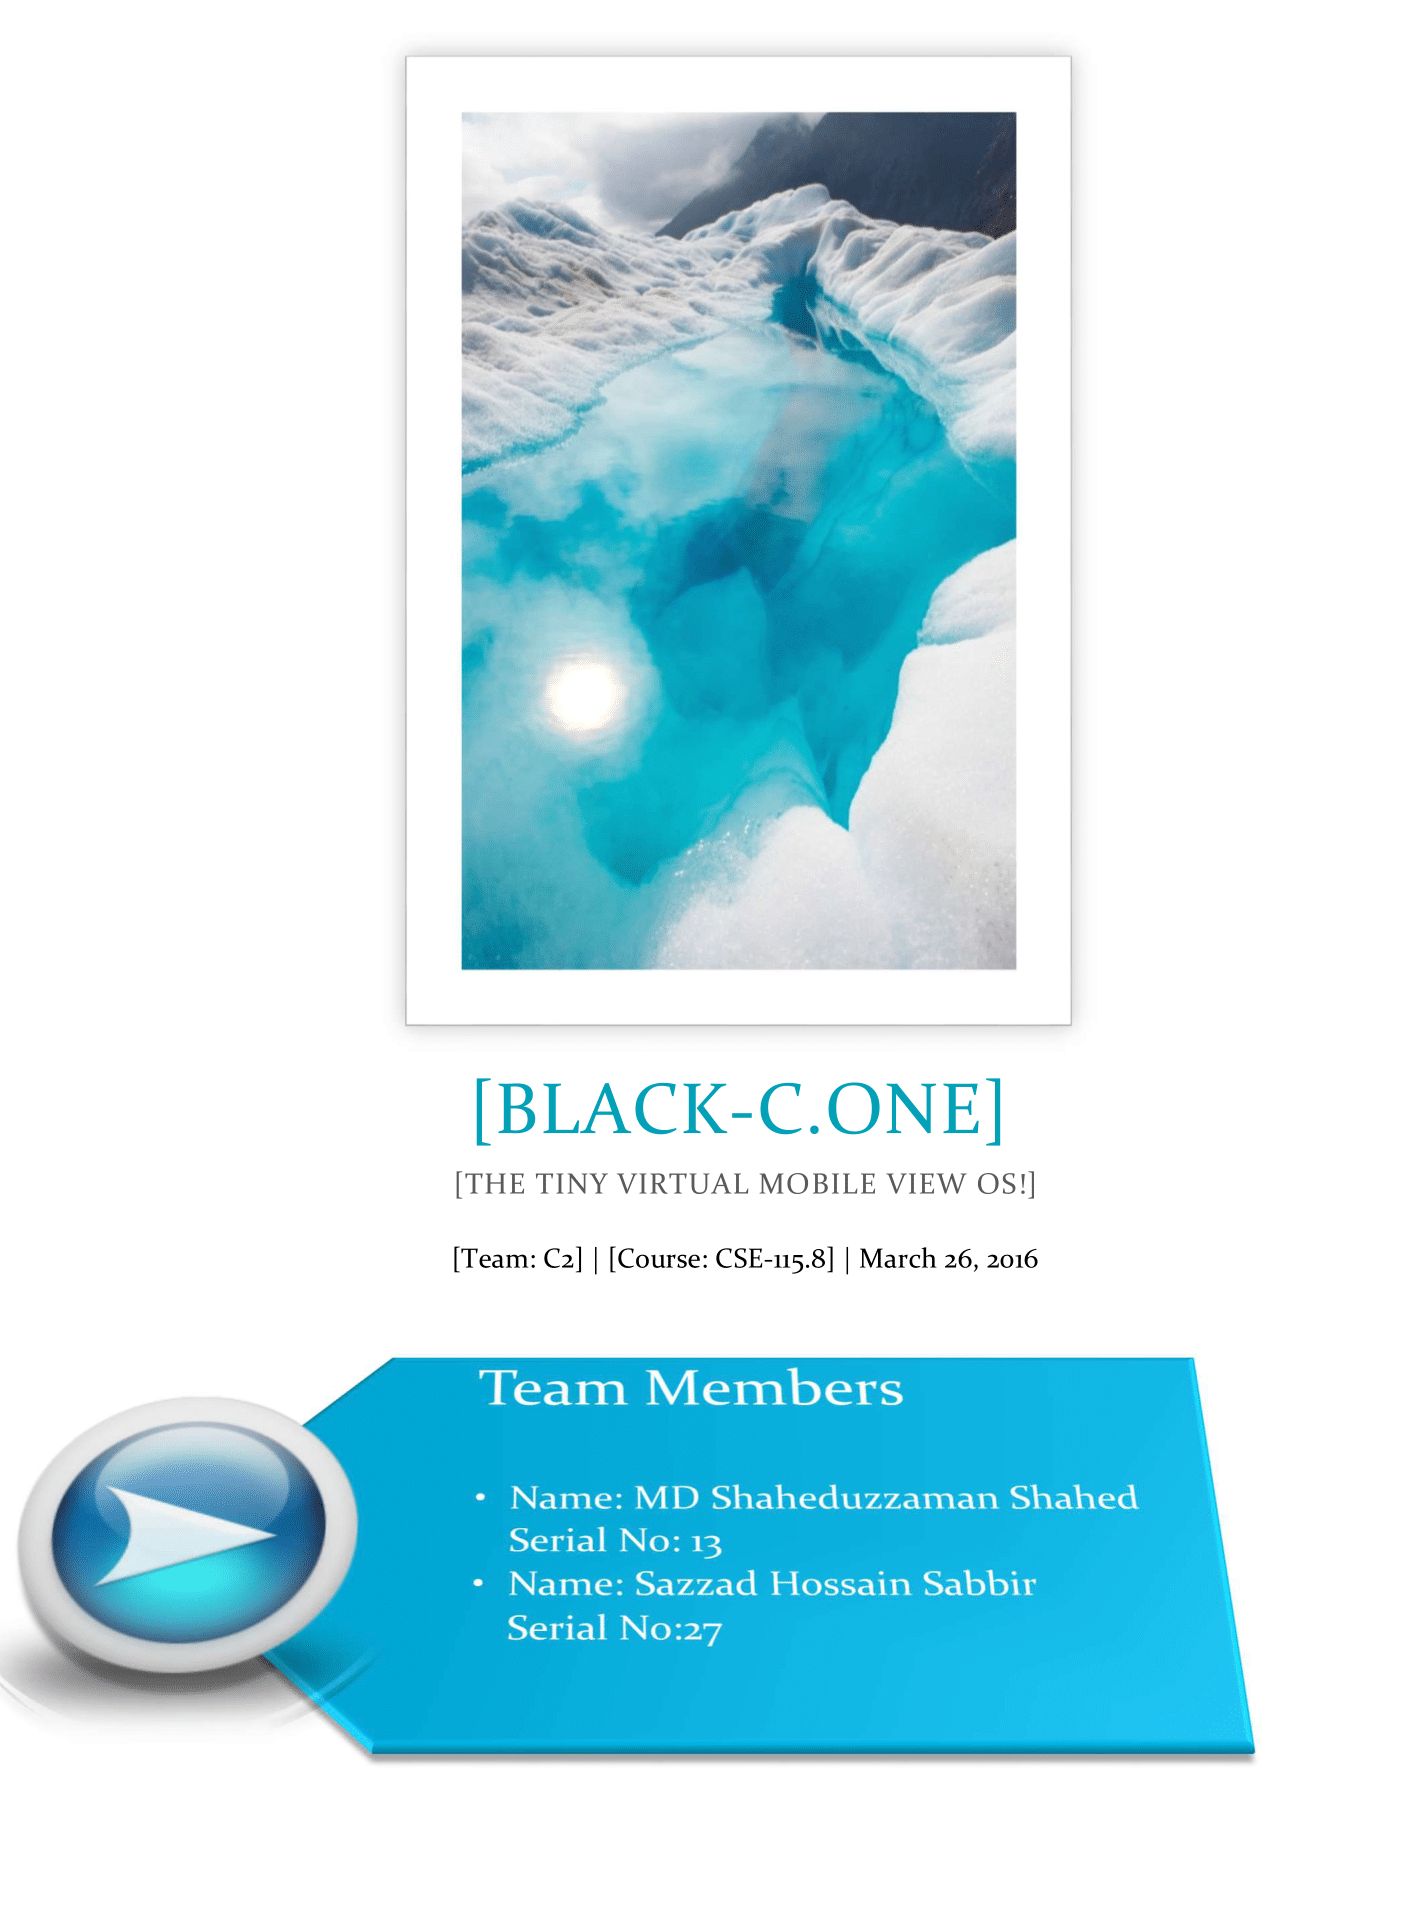 [BLACK-C.ONE]
[THE TINY VIRTUAL MOBILE VIEW OS!]
[Team: C2] | [Course: CSE-115.8] | March 26, 2016
Team Members
• Name: MD Shaheduzzaman Shahed
Serial No: 13
• Name: Sazzad Hossain Sabbir
Serial No:27